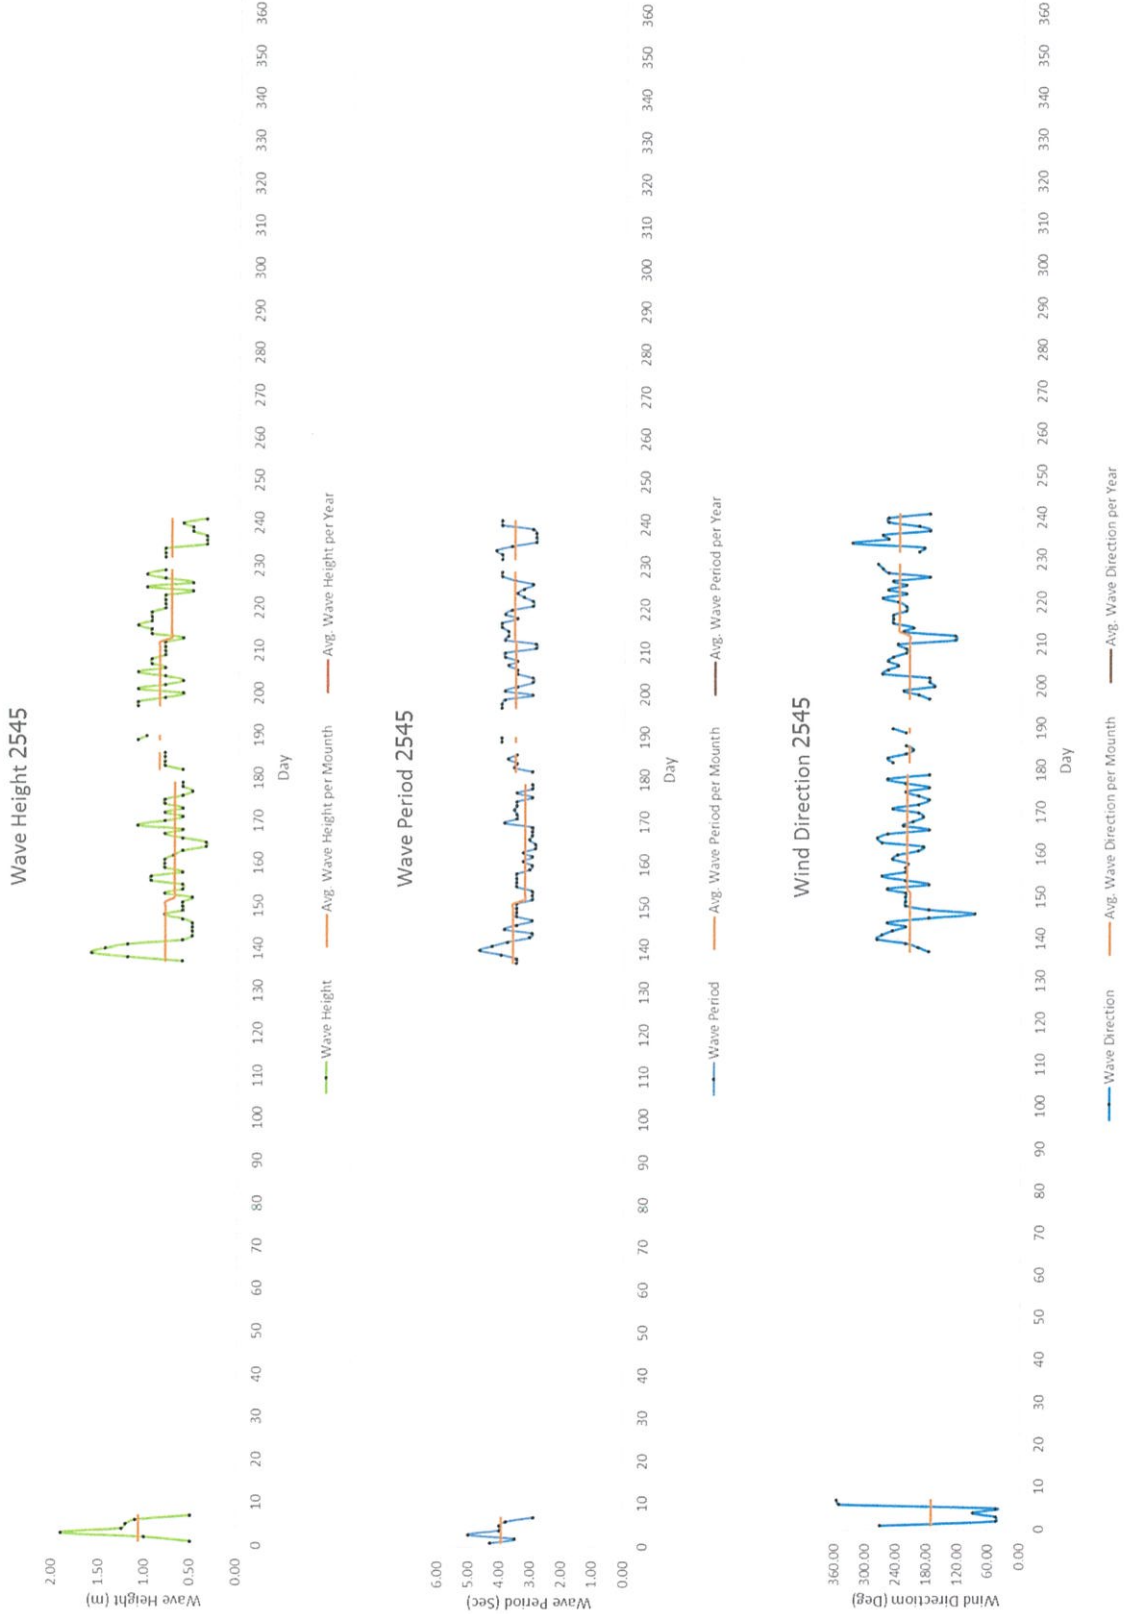 Wave Height 2545
Wave Height (m)
2.00
1.50
1.00
0.50
0.00
0 10 20 30 40 50 60 70 80 90 100 110 120 130 140 150 160 170 180 190 200 210 220 230 240 250 260 270 280 290 300 310 320 330 340 350 360
Day
Wave Height Avg. Wave Height per Mounth Avg. Wave Height per Year
Wave Period 2545
Wave Period (Sec)
6.00
5.00
4.00
3.00
2.00
1.00
0.00
0 10 20 30 40 50 60 70 80 90 100 110 120 130 140 150 160 170 180 190 200 210 220 230 240 250 260 270 280 290 300 310 320 330 340 350 360
Day
Wave Period Avg. Wave Period per Mounth Avg. Wave Period per Year
Wind Direction 2545
Wind Directiom (Deg)
360.00
300.00
240.00
180.00
120.00
60.00
0.00
0 10 20 30 40 50 60 70 80 90 100 110 120 130 140 150 160 170 180 190 200 210 220 230 240 250 260 270 280 290 300 310 320 330 340 350 360
Day
Wave Direction Avg. Wave Direction per Mounth Avg. Wave Direction per Year